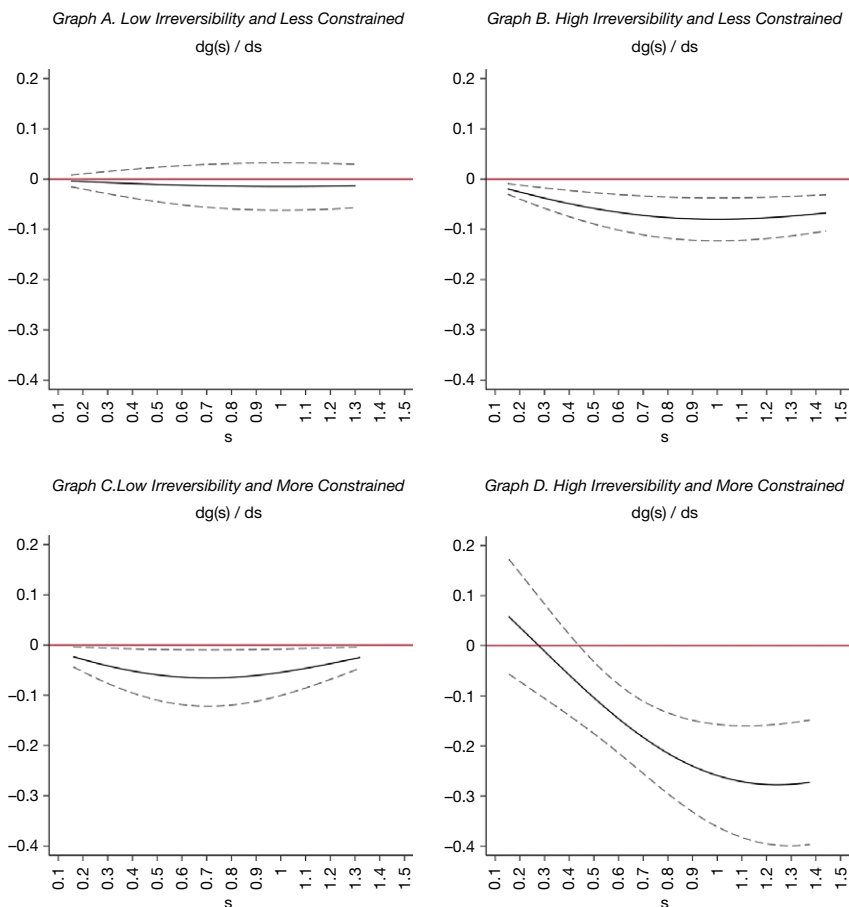 Graph A. Low Irreversibility and Less Constrained
dg(s) / ds
0.2
0.1
0
–0.1
–0.2
–0.3
–0.4
0.1 0.2 0.3 0.4 0.5 0.6 0.7 0.8 0.9 1 1.1 1.2 1.3 1.4 1.5
s
Graph B. High Irreversibility and Less Constrained
dg(s) / ds
0.2
0.1
0
–0.1
–0.2
–0.3
–0.4
0.1 0.2 0.3 0.4 0.5 0.6 0.7 0.8 0.9 1 1.1 1.2 1.3 1.4 1.5
s
Graph C.Low Irreversibility and More Constrained
dg(s) / ds
0.2
0.1
0
–0.1
–0.2
–0.3
–0.4
0.1 0.2 0.3 0.4 0.5 0.6 0.7 0.8 0.9 1 1.1 1.2 1.3 1.4 1.5
s
Graph D. High Irreversibility and More Constrained
dg(s) / ds
0.2
0.1
0
–0.1
–0.2
–0.3
–0.4
0.1 0.2 0.3 0.4 0.5 0.6 0.7 0.8 0.9 1 1.1 1.2 1.3 1.4 1.5
s